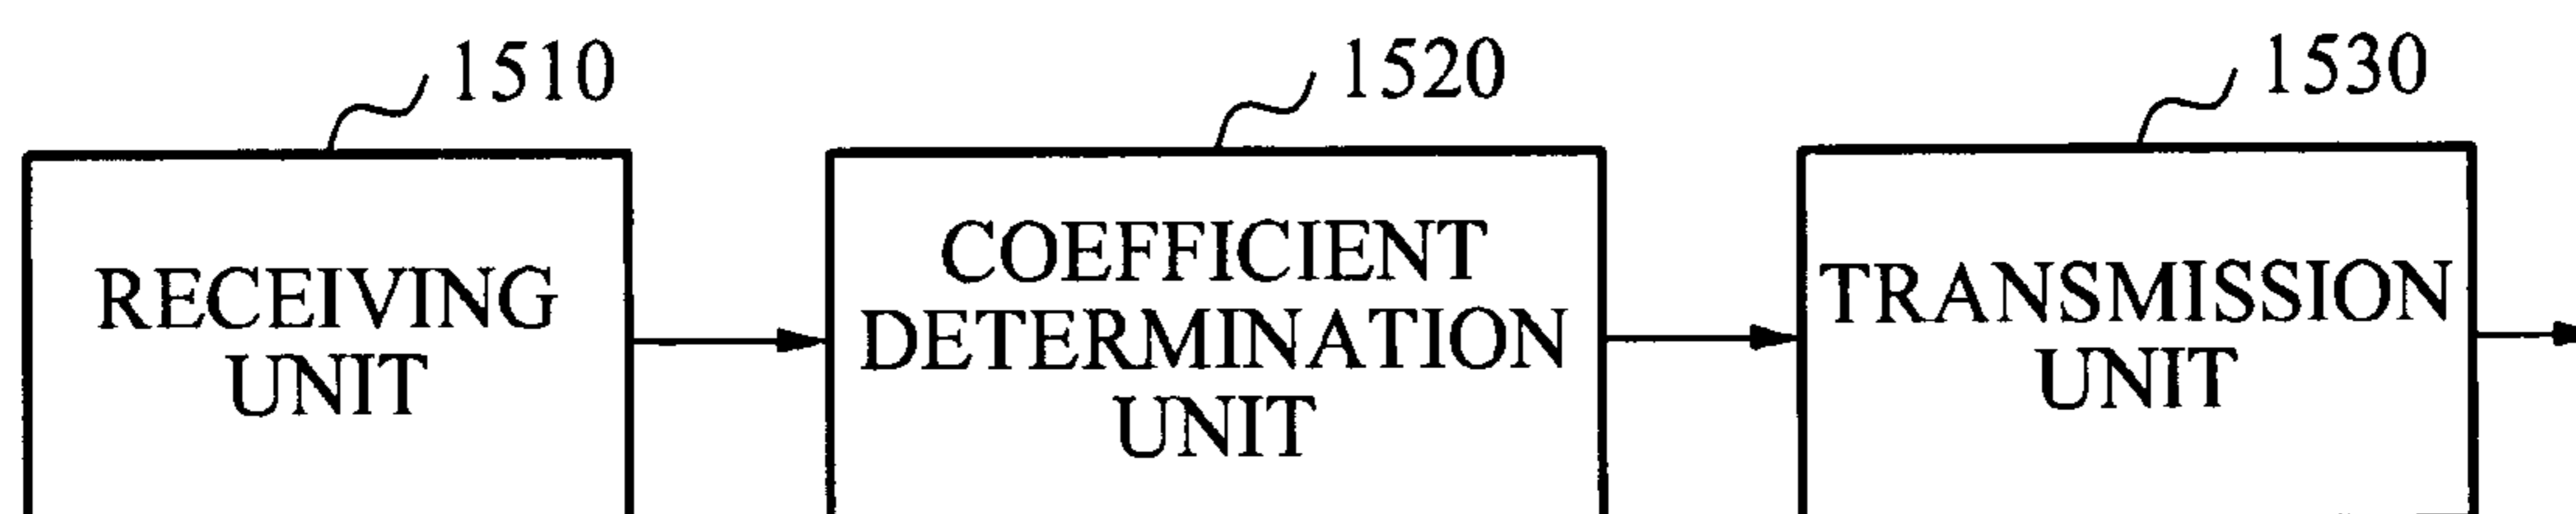 1510
1520
1530
RECEIVING
UNIT
COEFFICIENT
DETERMINATION
UNIT
TRANSMISSION
UNIT